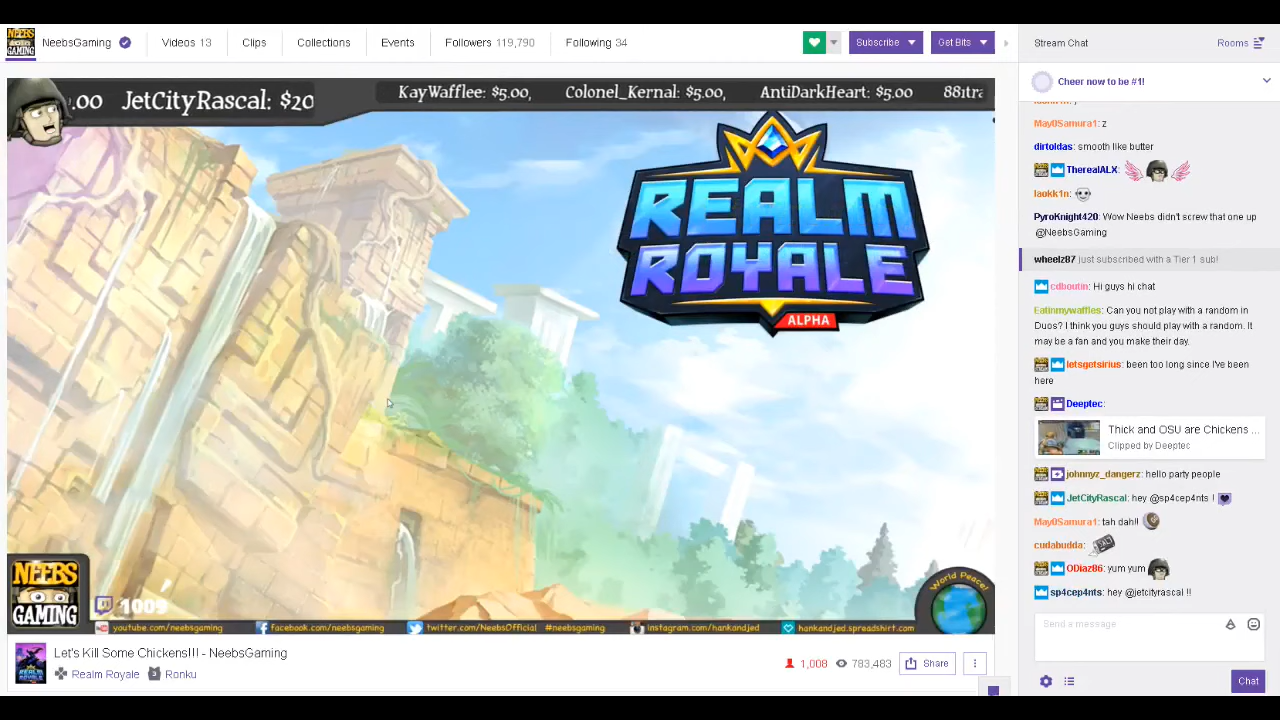 NeebsGaming
Videos 13
Clips
Collections
Events
Followers 119,790
Following 34
Subscribe
Get Bits
Stream Chat
Rooms
.00 JetCityRascal: $20
KayWafflee: $5.00, Colonel_Kernal: $5.00, AntiDarkHeart: $5.00
REALM
ROYALE
ALPHA
NEEBS
GAMING
1009
World Peace!
youtube.com/neebsgaming
facebook.com/neebsgaming
twitter.com/NeebsOfficial #neebsgaming
instagram.com/hankandjed
hankandjed.spreadshirt.com
Let's Kill Some Chickens!!! - NeebsGaming
Realm Royale
Ronku
1,008
783,483
Share
Cheer now to be #1!
May0Samura1: z
dirtoldas: smooth like butter
TherealALX:
laokk1n:
PyroKnight420: Wow Neebs didn't screw that one up
@NeebsGaming
wheelz87 just subscribed with a Tier 1 sub!
cdboutin: Hi guys hi chat
Eatinmywaffles: Can you not play with a random in
Duos? I think you guys should play with a random. It
may be a fan and you make their day.
letsgetsirius: been too long since I've been
here
Deeptec:
Thick and OSU are Chickens ...
Clipped by Deeptec
johnnyz_dangerz: hello party people
JetCityRascal: hey @sp4cep4nts !
May0Samura1: tah dah!!
cudabudda:
ODiaz86: yum yum
sp4cep4nts: hey @jetcityrascal !!
Send a message
Chat